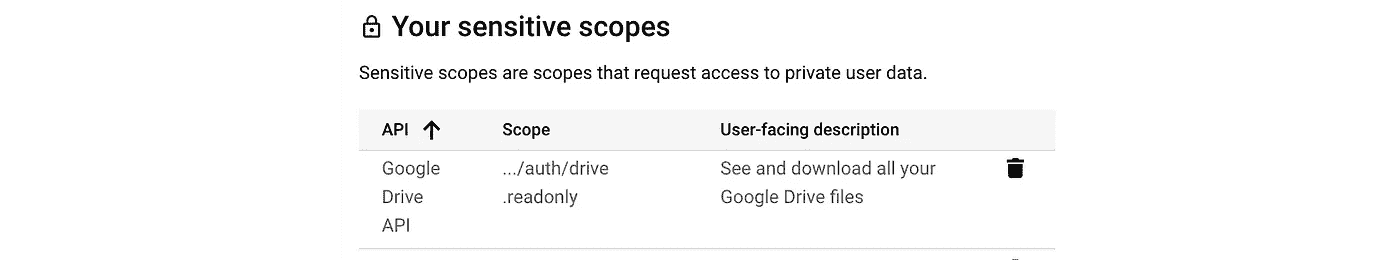 Your sensitive scopes
Sensitive scopes are scopes that request access to private user data.
API Scope User-facing description
Google .../auth/drive See and download all your
Drive .readonly Google Drive files
API